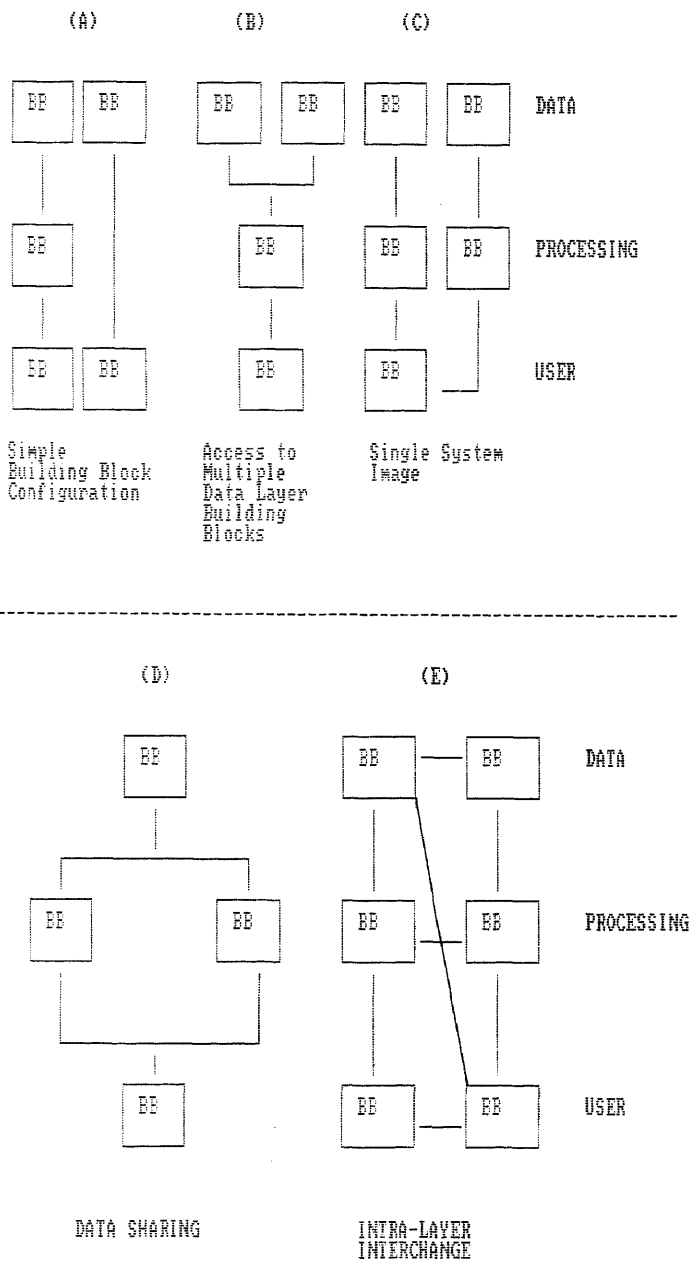 (A) (B) (C)
BB BB BB BB BB BB DATA
BB BB BB BB PROCESSING
BB BB BB BB USER
Simple
Building Block
Configuration
Access to
Multiple
Data Layer
Building
Blocks
Single System
Image
(D) (E)
BB BB BB DATA
BB BB BB BB PROCESSING
BB BB BB USER
DATA SHARING
INTRA-LAYER
INTERCHANGE